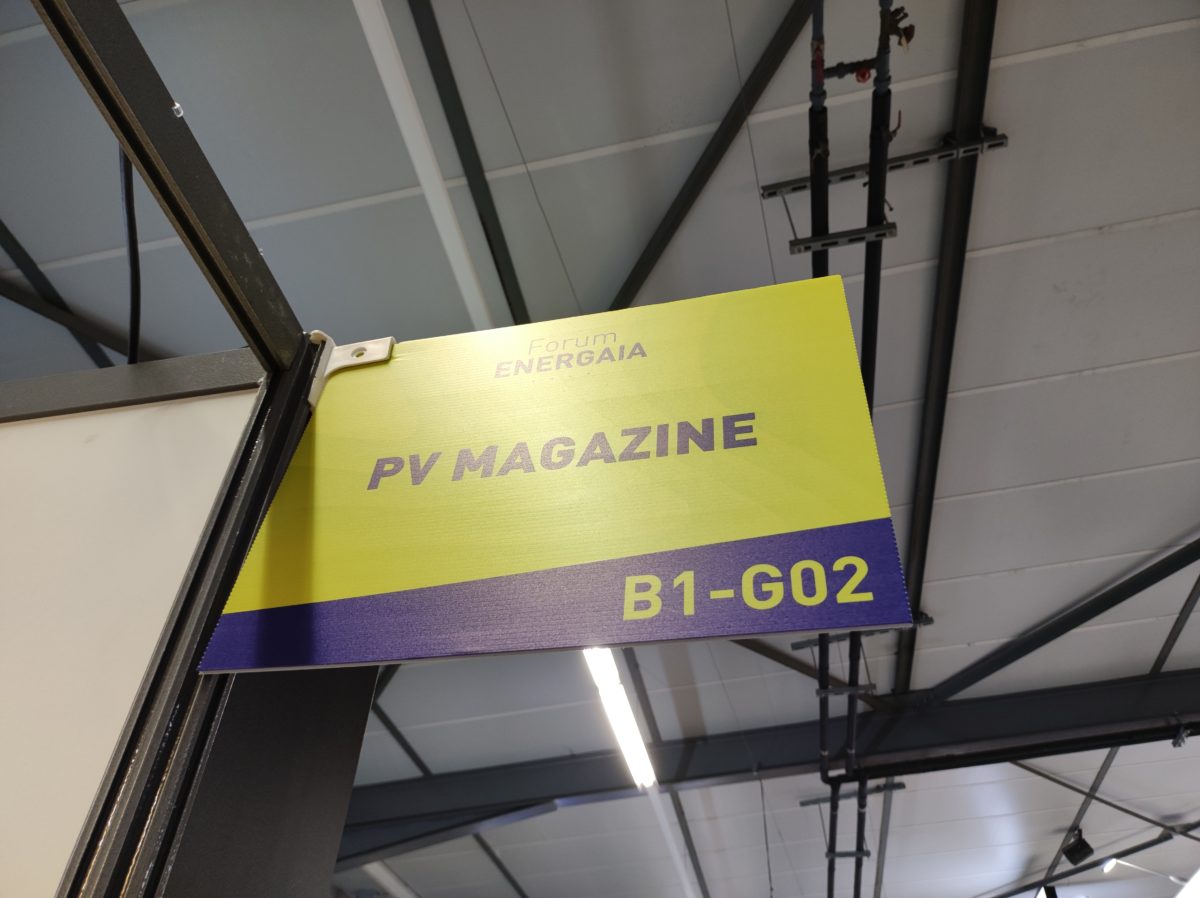 Forum
ENERGAIA
PV MAGAZINE
B1-G02